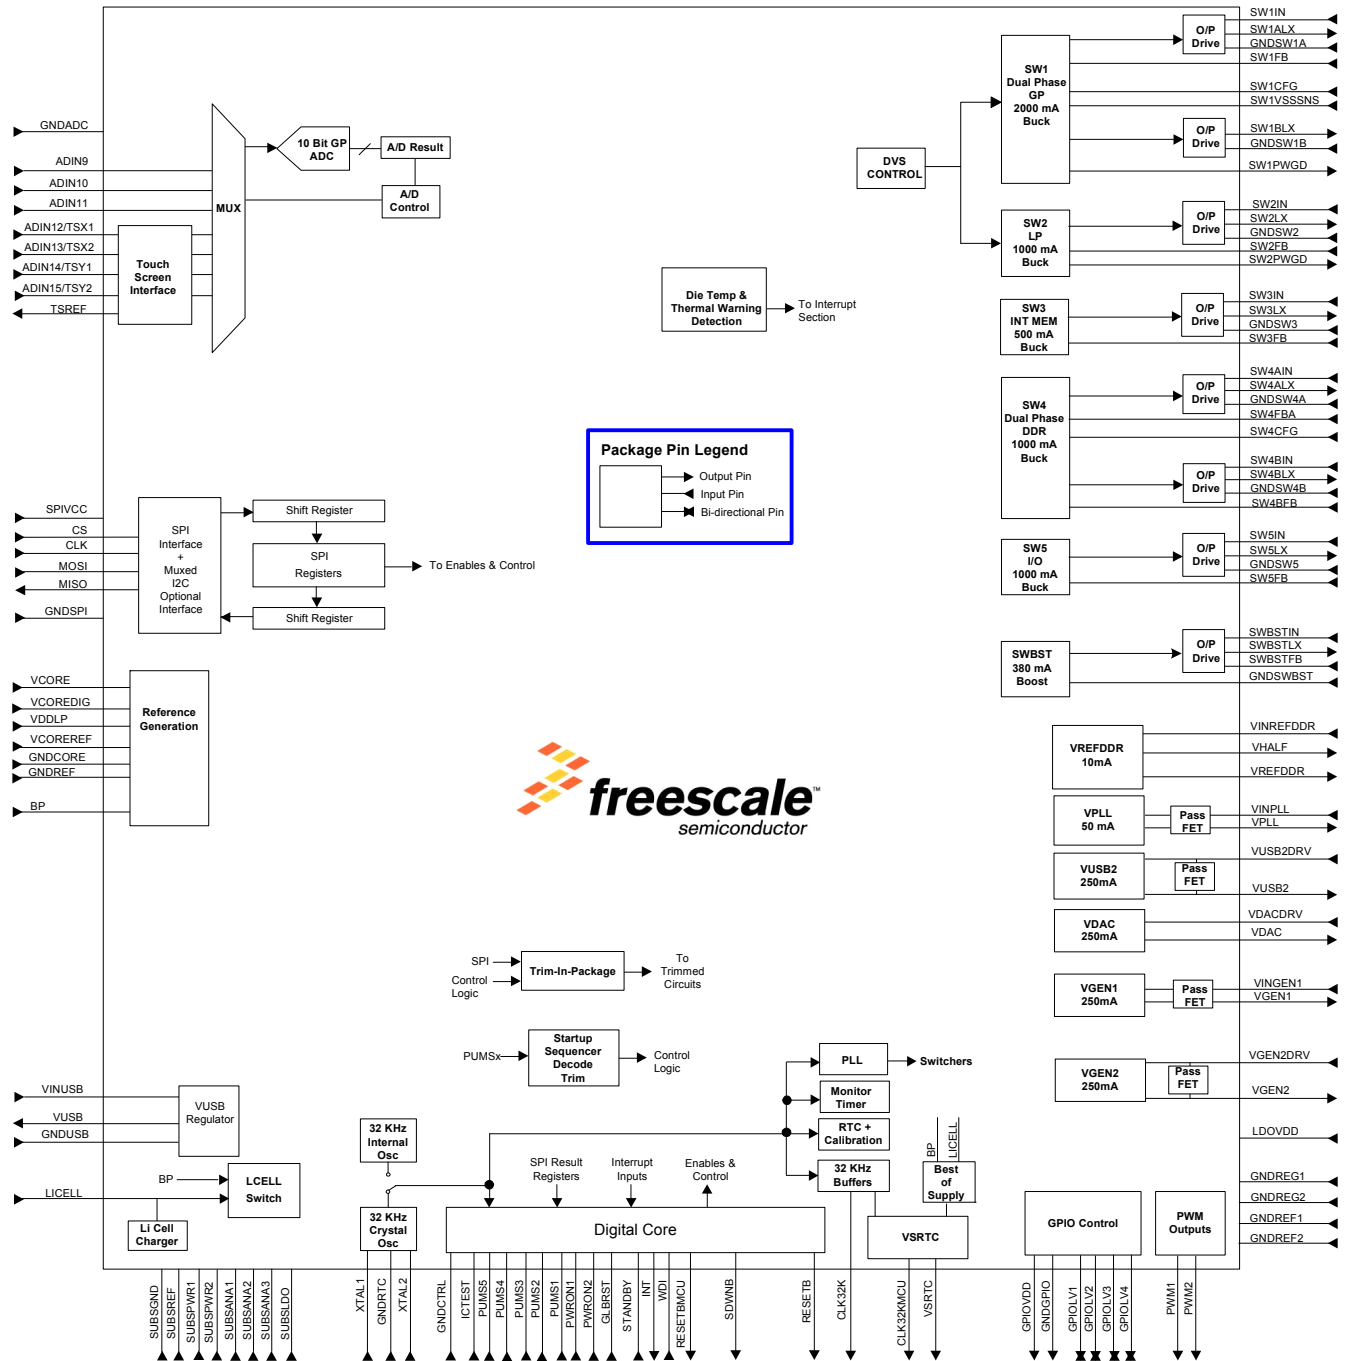 GNDADC
ADIN9
ADIN10
ADIN11
ADIN12/TSX1
ADIN13/TSX2
ADIN14/TSY1
ADIN15/TSY2
TSREF
Touch
Screen
Interface
MUX
10 Bit GP
ADC
A/D Result
A/D
Control
DVS
CONTROL
SW1
Dual Phase
GP
2000 mA
Buck
O/P
Drive
SW1IN
SW1ALX
GNDSW1A
SW1FB
SW1CFG
SW1VSSSNS
O/P
Drive
SW1BLX
GNDSW1B
SW1PWGD
SW2
LP
1000 mA
Buck
O/P
Drive
SW2IN
SW2LX
GNDSW2
SW2FB
SW2PWGD
Die Temp &
Thermal Warning
Detection
To Interrupt
Section
SW3
INT MEM
500 mA
Buck
O/P
Drive
SW3IN
SW3LX
GNDSW3
SW3FB
SW4
Dual Phase
DDR
1000 mA
Buck
O/P
Drive
SW4AIN
SW4ALX
GNDSW4A
SW4FBA
SW4CFG
O/P
Drive
SW4BIN
SW4BLX
GNDSW4B
SW4BFB
Package Pin Legend
Output Pin
Input Pin
Bi-directional Pin
SPIVCC
CS
CLK
MOSI
MISO
GNDSPI
SPI
Interface
+
Muxed
I2C
Optional
Interface
Shift Register
SPI
Registers
Shift Register
To Enables & Control
SW5
I/O
1000 mA
Buck
O/P
Drive
SW5IN
SW5LX
GNDSW5
SW5FB
SWBST
380 mA
Boost
O/P
Drive
SWBSTIN
SWBSTLX
SWBSTFB
GNDSWBST
VCORE
VCOREDIG
VDDLP
VCOREREF
GNDCORE
GNDREF
BP
Reference
Generation
freescale™
semiconductor
VREFDDR
10mA
VINREFDDR
VHALF
VREFDDR
VPLL
50 mA
Pass
FET
VINPLL
VPLL
VUSB2
250mA
Pass
FET
VUSB2DRV
VUSB2
VDAC
250mA
VDACDRV
VDAC
VGEN1
250mA
Pass
FET
VINGEN1
VGEN1
VGEN2
250mA
Pass
FET
VGEN2DRV
VGEN2
LDOVDD
GNDREG1
GNDREG2
GNDREF1
GNDREF2
SPI
Control
Logic
Trim-In-Package
To
Trimmed
Circuits
PUMSx
Startup
Sequencer
Decode
Trim
Control
Logic
PLL
Switchers
Monitor
Timer
RTC +
Calibration
32 KHz
Buffers
BP
LICELL
Best
of
Supply
VSRTC
VINUSB
VUSB
GNDUSB
VUSB
Regulator
LICELL
BP
LCELL
Switch
Li Cell
Charger
32 KHz
Internal
Osc
32 KHz
Crystal
Osc
SPI Result
Registers
Interrupt
Inputs
Enables &
Control
Digital Core
GPIO Control
PWM
Outputs
SUBSGND
SUBSREF
SUBSPWR1
SUBSPWR2
SUBSANA1
SUBSANA2
SUBSANA3
SUBSLDO
XTAL1
GNDRTC
XTAL2
GNDCTRL
ICTEST
PUMS5
PUMS4
PUMS3
PUMS2
PUMS1
PWRON1
PWRON2
GLBRST
STANDBY
INT
WDI
RESETBMCU
SDWNB
RESETB
CLK32K
CLK32KMCU
VSRTC
GPIOVDD
GNDGPIO
GPIOLV1
GPIOLV2
GPIOLV3
GPIOLV4
PWM1
PWM2